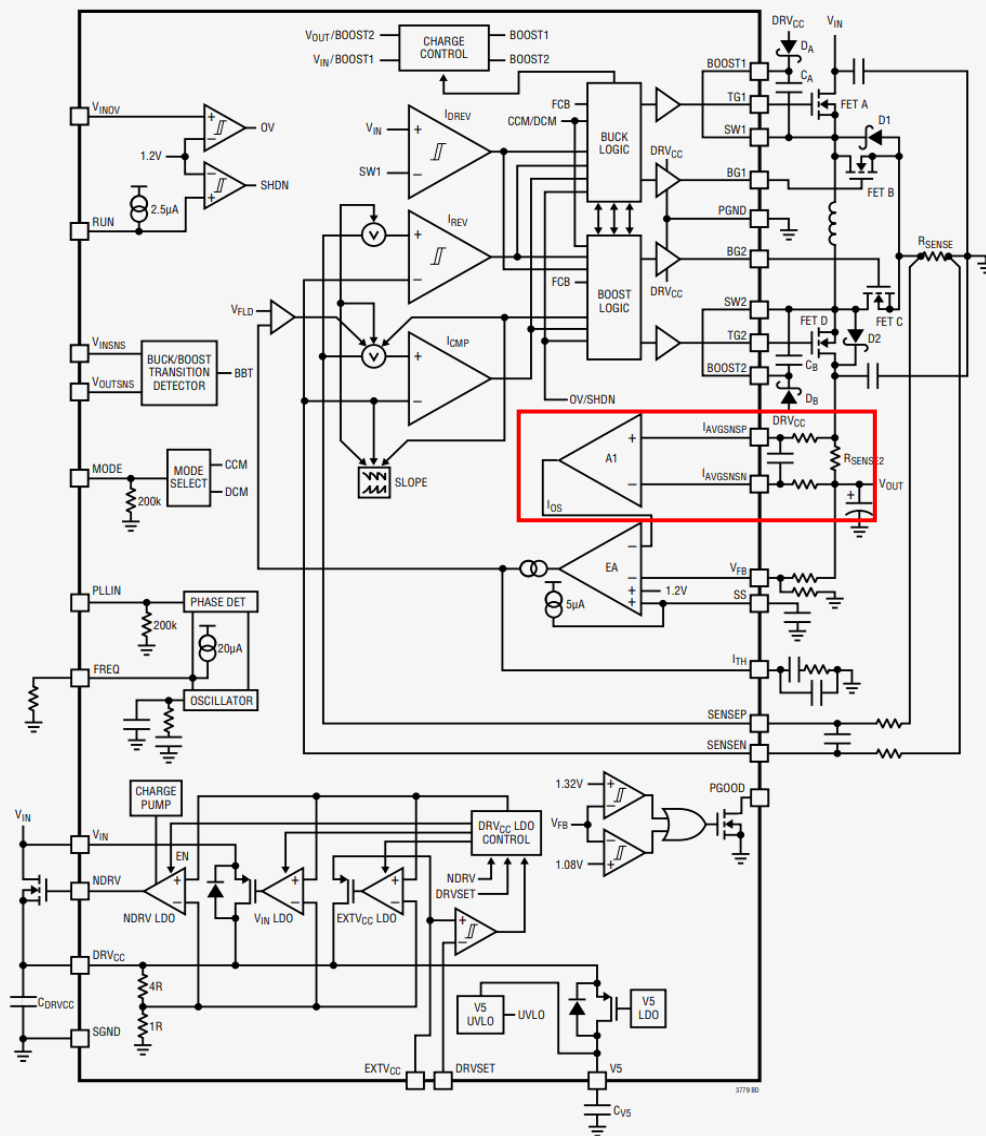 DRVCC
VIN
VOUT/BOOST2
CHARGE
CONTROL
BOOST1
VIN/BOOST1
BOOST2
DA
BOOST1
CA
FCB
TG1
FET A
VINOV
OV
IDREV
VIN
CCM/DCM
BUCK
LOGIC
SW1
D1
1.2V
SW1
DRVCC
SHDN
BG1
FET B
2.5µA
RUN
IREV
V
PGND
RSENSE
BG2
FCB
BOOST
LOGIC
DRVCC
SW2
FET C
VFLD
FET D
ICMP
V
TG2
D2
VINSNS
BUCK/BOOST
TRANSITION
DETECTOR
BBT
CB
VOUTSNS
BOOST2
DB
OV/SHDN
DRVCC
IAVGSNSP
A1
RSENSE2
MODE
MODE
SELECT
CCM
DCM
200k
SLOPE
IAVGSNSN
VOUT
IOS
EA
VFB
1.2V
5µA
SS
PLLIN
PHASE DET
200k
20µA
ITH
FREQ
OSCILLATOR
SENSEP
SENSEN
CHARGE
PUMP
1.32V
PGOOD
VIN
VIN
DRVCC LDO
CONTROL
VFB
EN
1.08V
NDRV
NDRV
DRVSET
NDRV LDO
VIN LDO
EXTVCC LDO
DRVCC
4R
CDRVCC
V5
UVLO
UVLO
V5
LDO
1R
SGND
EXTVCC
DRVSET
V5
3779 BD
CV5